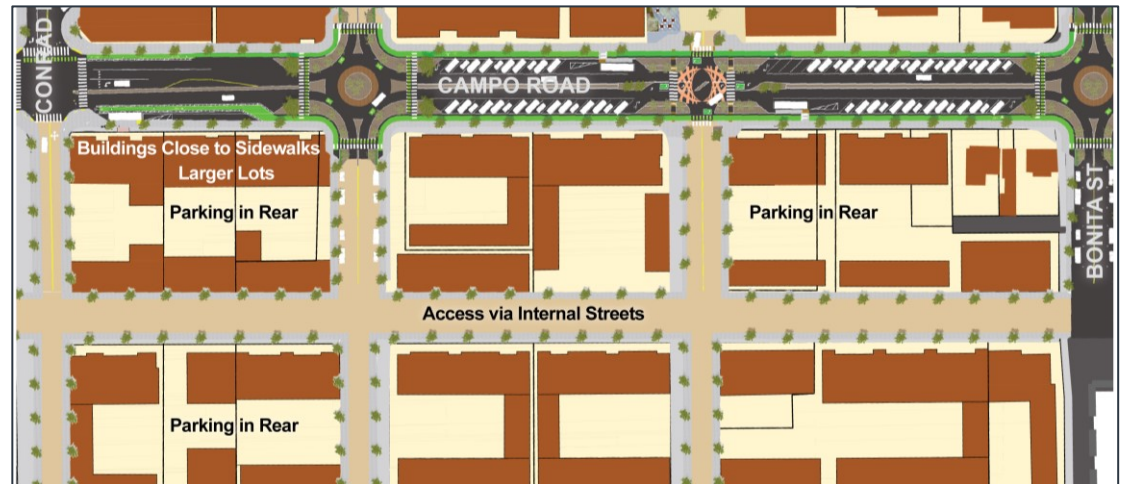 CONRAD
CAMPO ROAD
Buildings Close to Sidewalks
Larger Lots
Parking in Rear
Parking in Rear
BONITA ST
Access via Internal Streets
Parking in Rear